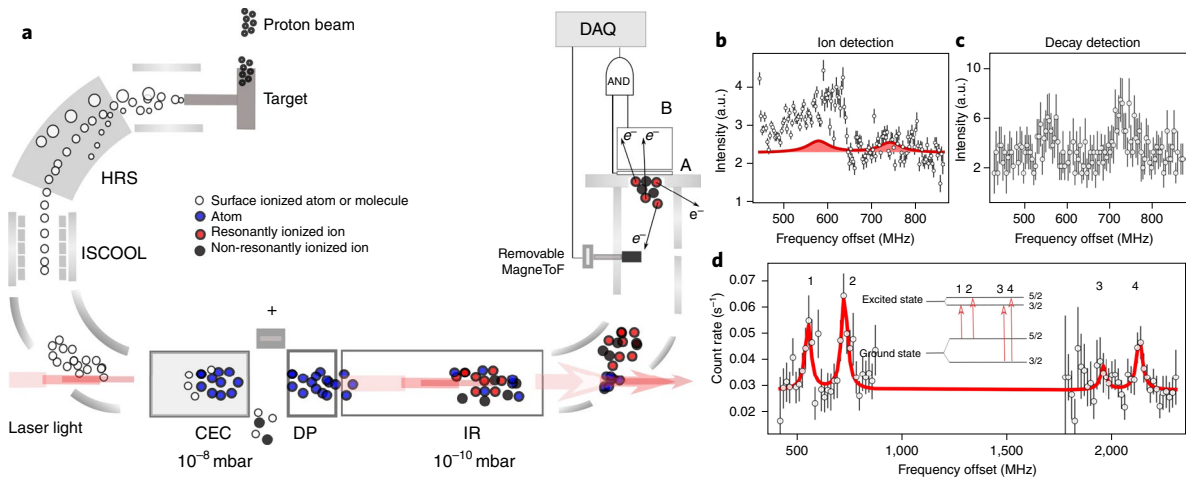 a
Proton beam
Target
HRS
ISCOOL
Surface ionized atom or molecule
Atom
Resonantly ionized ion
Non-resonantly ionized ion
Laser light
+
CEC
DP
IR
10⁻⁸ mbar
10⁻¹⁰ mbar
DAQ
AND
B
A
e⁻
e⁻
e⁻
e⁻
Removable
MagneToF
b
Ion detection
Intensity (a.u.)
4
3
2
1
500
600
700
800
Frequency offset (MHz)
c
Decay detection
Intensity (a.u.)
10
6
2
500
600
700
800
Frequency offset (MHz)
d
Count rate (s⁻¹)
0.07
0.06
0.05
0.04
0.03
0.02
1
2
3
4
Excited state
1 2
3 4
5/2
3/2
Ground state
5/2
3/2
500
1,000
1,500
2,000
Frequency offset (MHz)